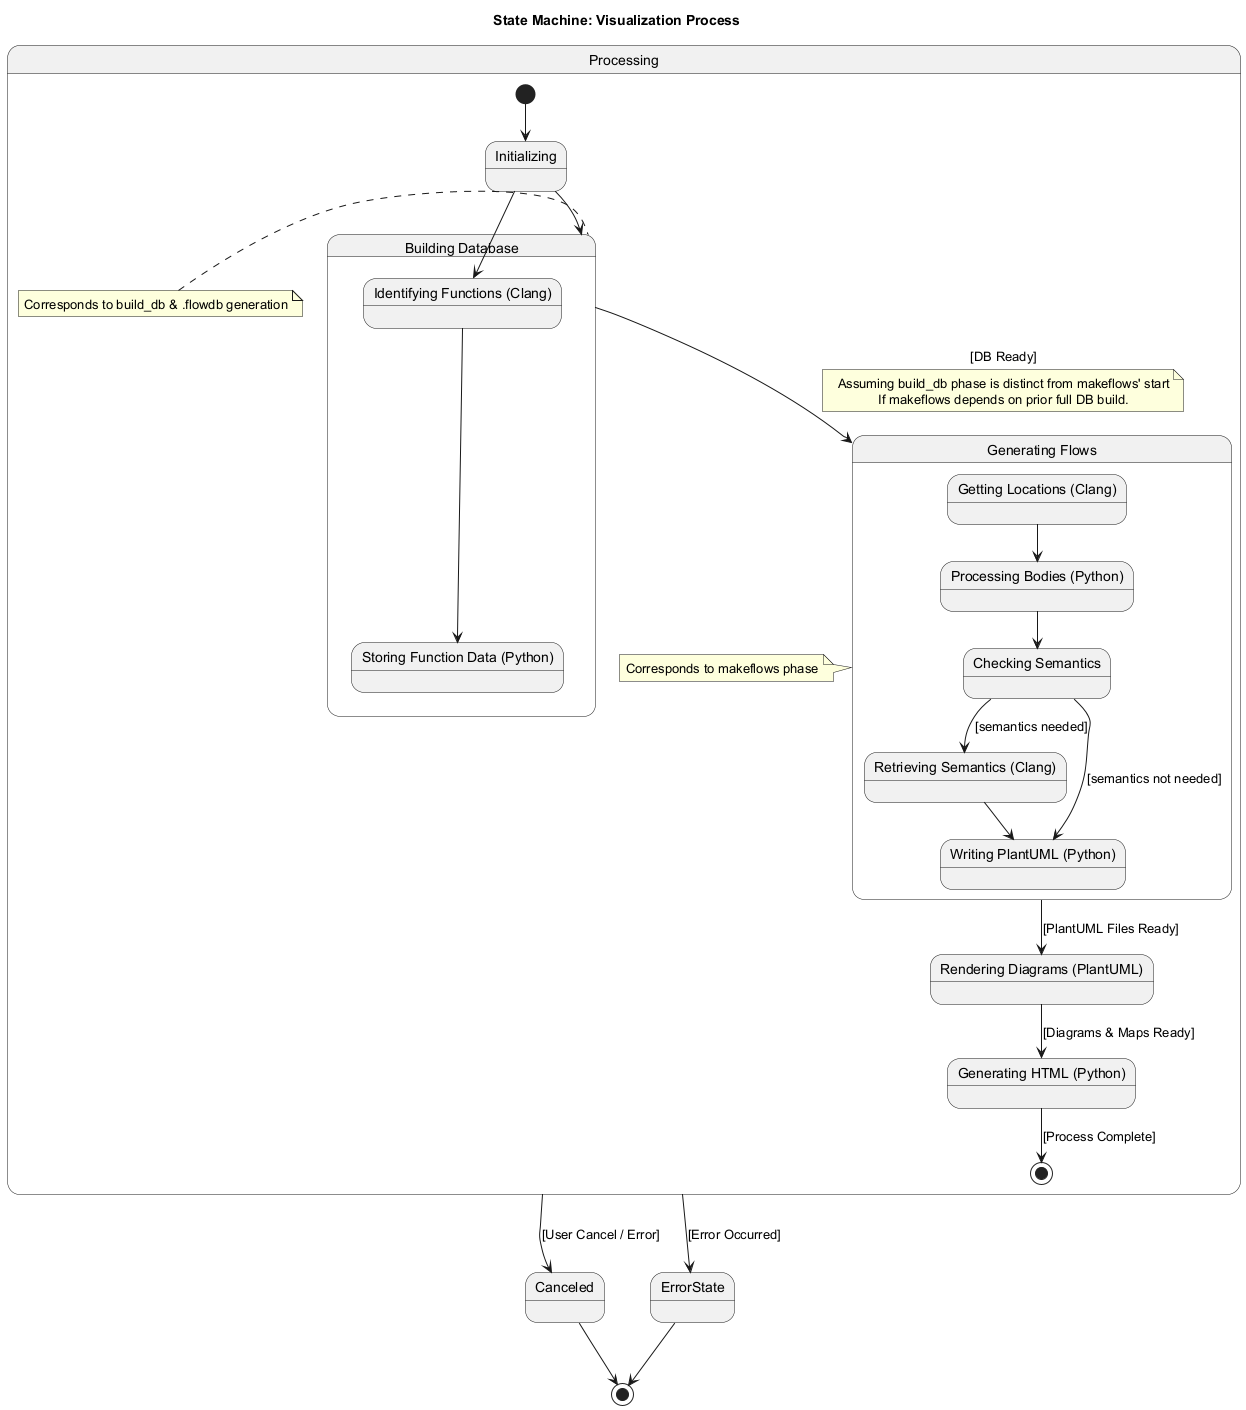 State Machine: Visualization Process
Processing
Initializing
Building Database
Identifying Functions (Clang)
Corresponds to build_db & .flowdb generation
[DB Ready]
Assuming build_db phase is distinct from makeflows' start
If makeflows depends on prior full DB build.
Generating Flows
Getting Locations (Clang)
Processing Bodies (Python)
Storing Function Data (Python)
Corresponds to makeflows phase
Checking Semantics
[semantics needed]
Retrieving Semantics (Clang)
[semantics not needed]
Writing PlantUML (Python)
[PlantUML Files Ready]
Rendering Diagrams (PlantUML)
[Diagrams & Maps Ready]
Generating HTML (Python)
[Process Complete]
[User Cancel / Error]
[Error Occurred]
Canceled
ErrorState